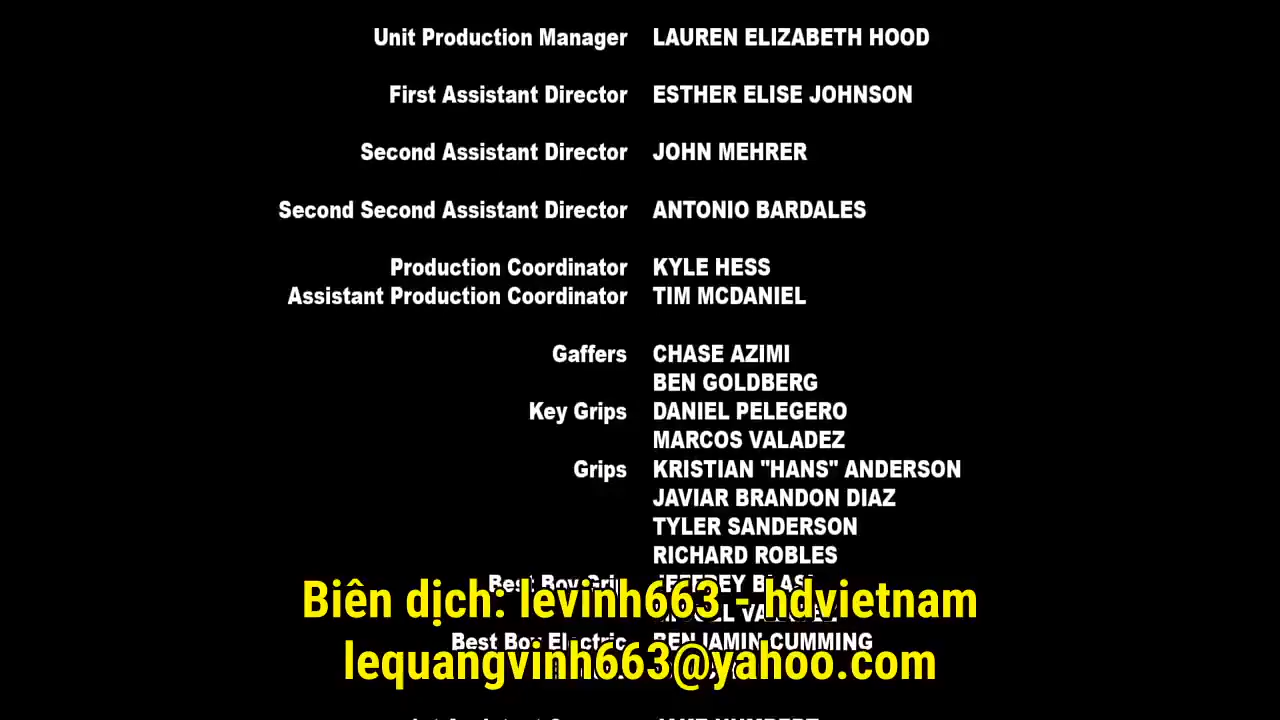 Unit Production Manager LAUREN ELIZABETH HOOD
First Assistant Director ESTHER ELISE JOHNSON
Second Assistant Director JOHN MEHRER
Second Second Assistant Director ANTONIO BARDALES
Production Coordinator KYLE HESS
Assistant Production Coordinator TIM MCDANIEL
Gaffers CHASE AZIMI
BEN GOLDBERG
Key Grips DANIEL PELEGERO
MARCOS VALADEZ
Grips KRISTIAN "HANS" ANDERSON
JAVIAR BRANDON DIAZ
TYLER SANDERSON
RICHARD ROBLES
Best Boy Grip JEFFREY
Biên dịch: levinh663 - hdvietnam
Best Boy Electric BENJAMIN CUMMING
lequangvinh663@yahoo.com